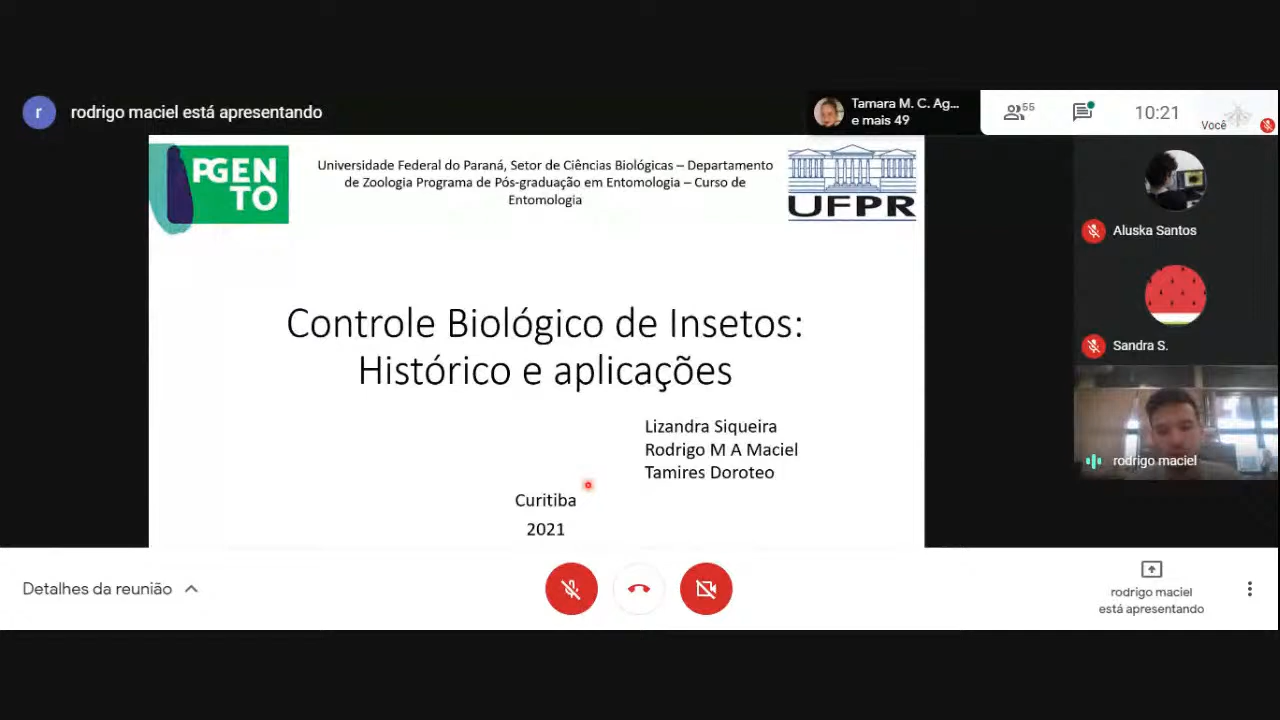 r
rodrigo maciel está apresentando
Tamara M. C. Ag...
e mais 49
55
10:21
Você
PGEN
TO
Universidade Federal do Paraná, Setor de Ciências Biológicas – Departamento
de Zoologia Programa de Pós-graduação em Entomologia – Curso de
Entomologia
UFPR
Aluska Santos
Sandra S.
rodrigo maciel
Controle Biológico de Insetos:
Histórico e aplicações
Lizandra Siqueira
Rodrigo M A Maciel
Tamires Doroteo
Curitiba
2021
Detalhes da reunião
rodrigo maciel
está apresentando